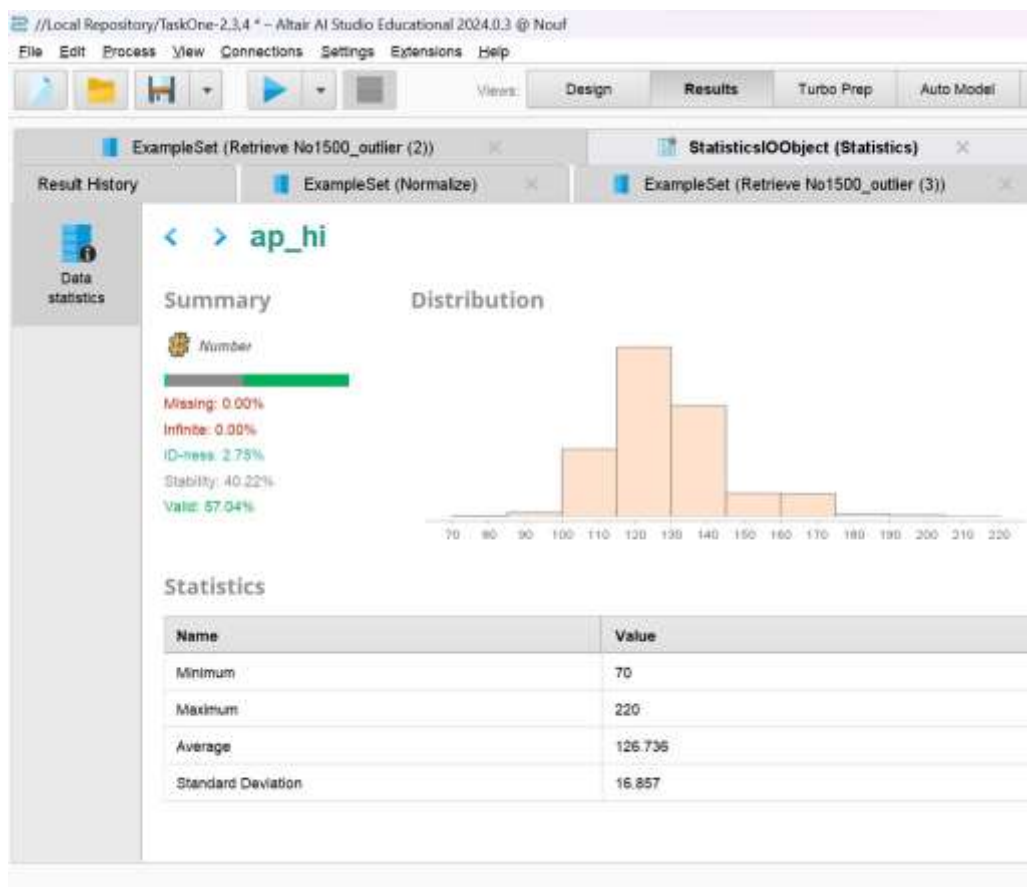 //Local Repository/TaskOne-2,3,4 * – Altair AI Studio Educational 2024.0.3 @ Nouf
File Edit Process View Connections Settings Extensions Help
Views: Design Results Turbo Prep Auto Model
ExampleSet (Retrieve No1500_outlier (2)) StatisticsIOObject (Statistics)
Result History ExampleSet (Normalize) ExampleSet (Retrieve No1500_outlier (3))
< > ap_hi
Data
statistics
Summary Distribution
Number
Missing: 0.00%
Infinite: 0.00%
ID-ness: 2.75%
Stability: 40.22%
Valid: 57.04%
70 80 90 100 110 120 130 140 150 160 170 180 190 200 210 220
Statistics
Name Value
Minimum 70
Maximum 220
Average 126.736
Standard Deviation 16.857